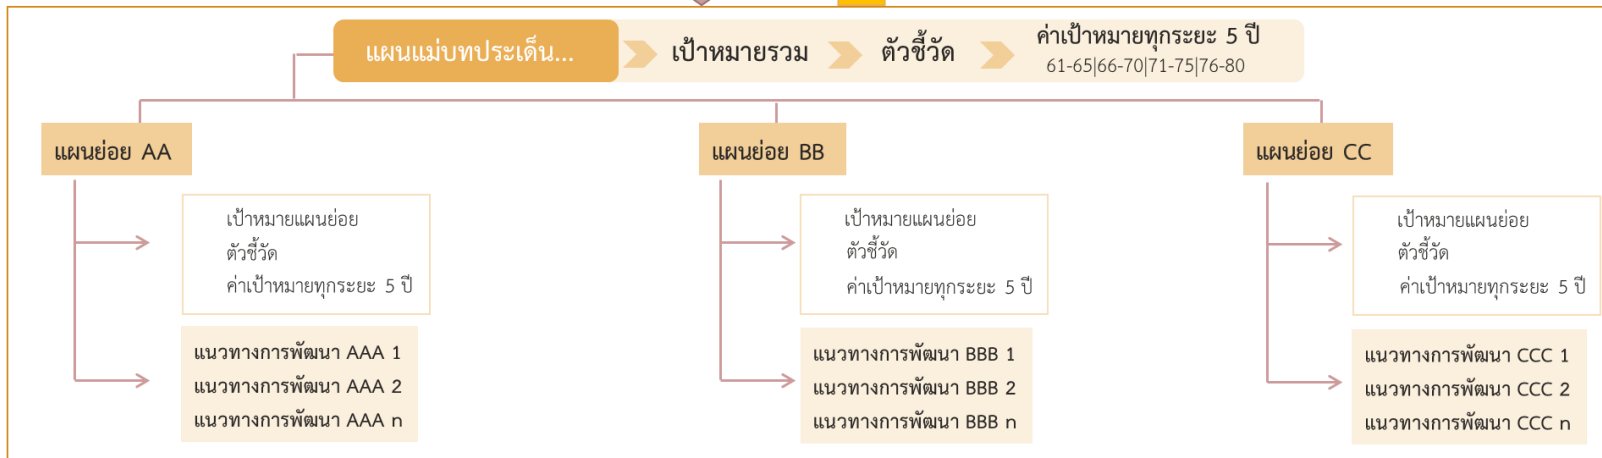 แผนแม่บทประเด็น...
เป้าหมายรวม
ตัวชี้วัด
ค่าเป้าหมายทุกระยะ 5 ปี
61-65|66-70|71-75|76-80
แผนย่อย AA
เป้าหมายแผนย่อย
ตัวชี้วัด
ค่าเป้าหมายทุกระยะ 5 ปี
แนวทางการพัฒนา AAA 1
แนวทางการพัฒนา AAA 2
แนวทางการพัฒนา AAA n
แผนย่อย BB
เป้าหมายแผนย่อย
ตัวชี้วัด
ค่าเป้าหมายทุกระยะ 5 ปี
แนวทางการพัฒนา BBB 1
แนวทางการพัฒนา BBB 2
แนวทางการพัฒนา BBB n
แผนย่อย CC
เป้าหมายแผนย่อย
ตัวชี้วัด
ค่าเป้าหมายทุกระยะ 5 ปี
แนวทางการพัฒนา CCC 1
แนวทางการพัฒนา CCC 2
แนวทางการพัฒนา CCC n